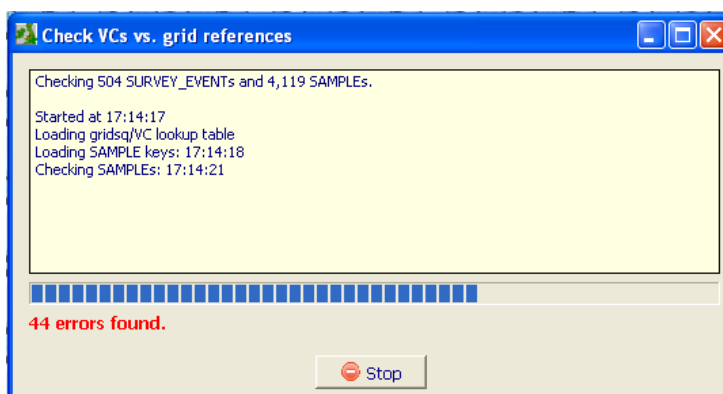 Check VCs vs. grid references
Checking 504 SURVEY_EVENTs and 4,119 SAMPLEs.
Started at 17:14:17
Loading gridsq/VC lookup table
Loading SAMPLE keys: 17:14:18
Checking SAMPLEs: 17:14:21
44 errors found.
Stop